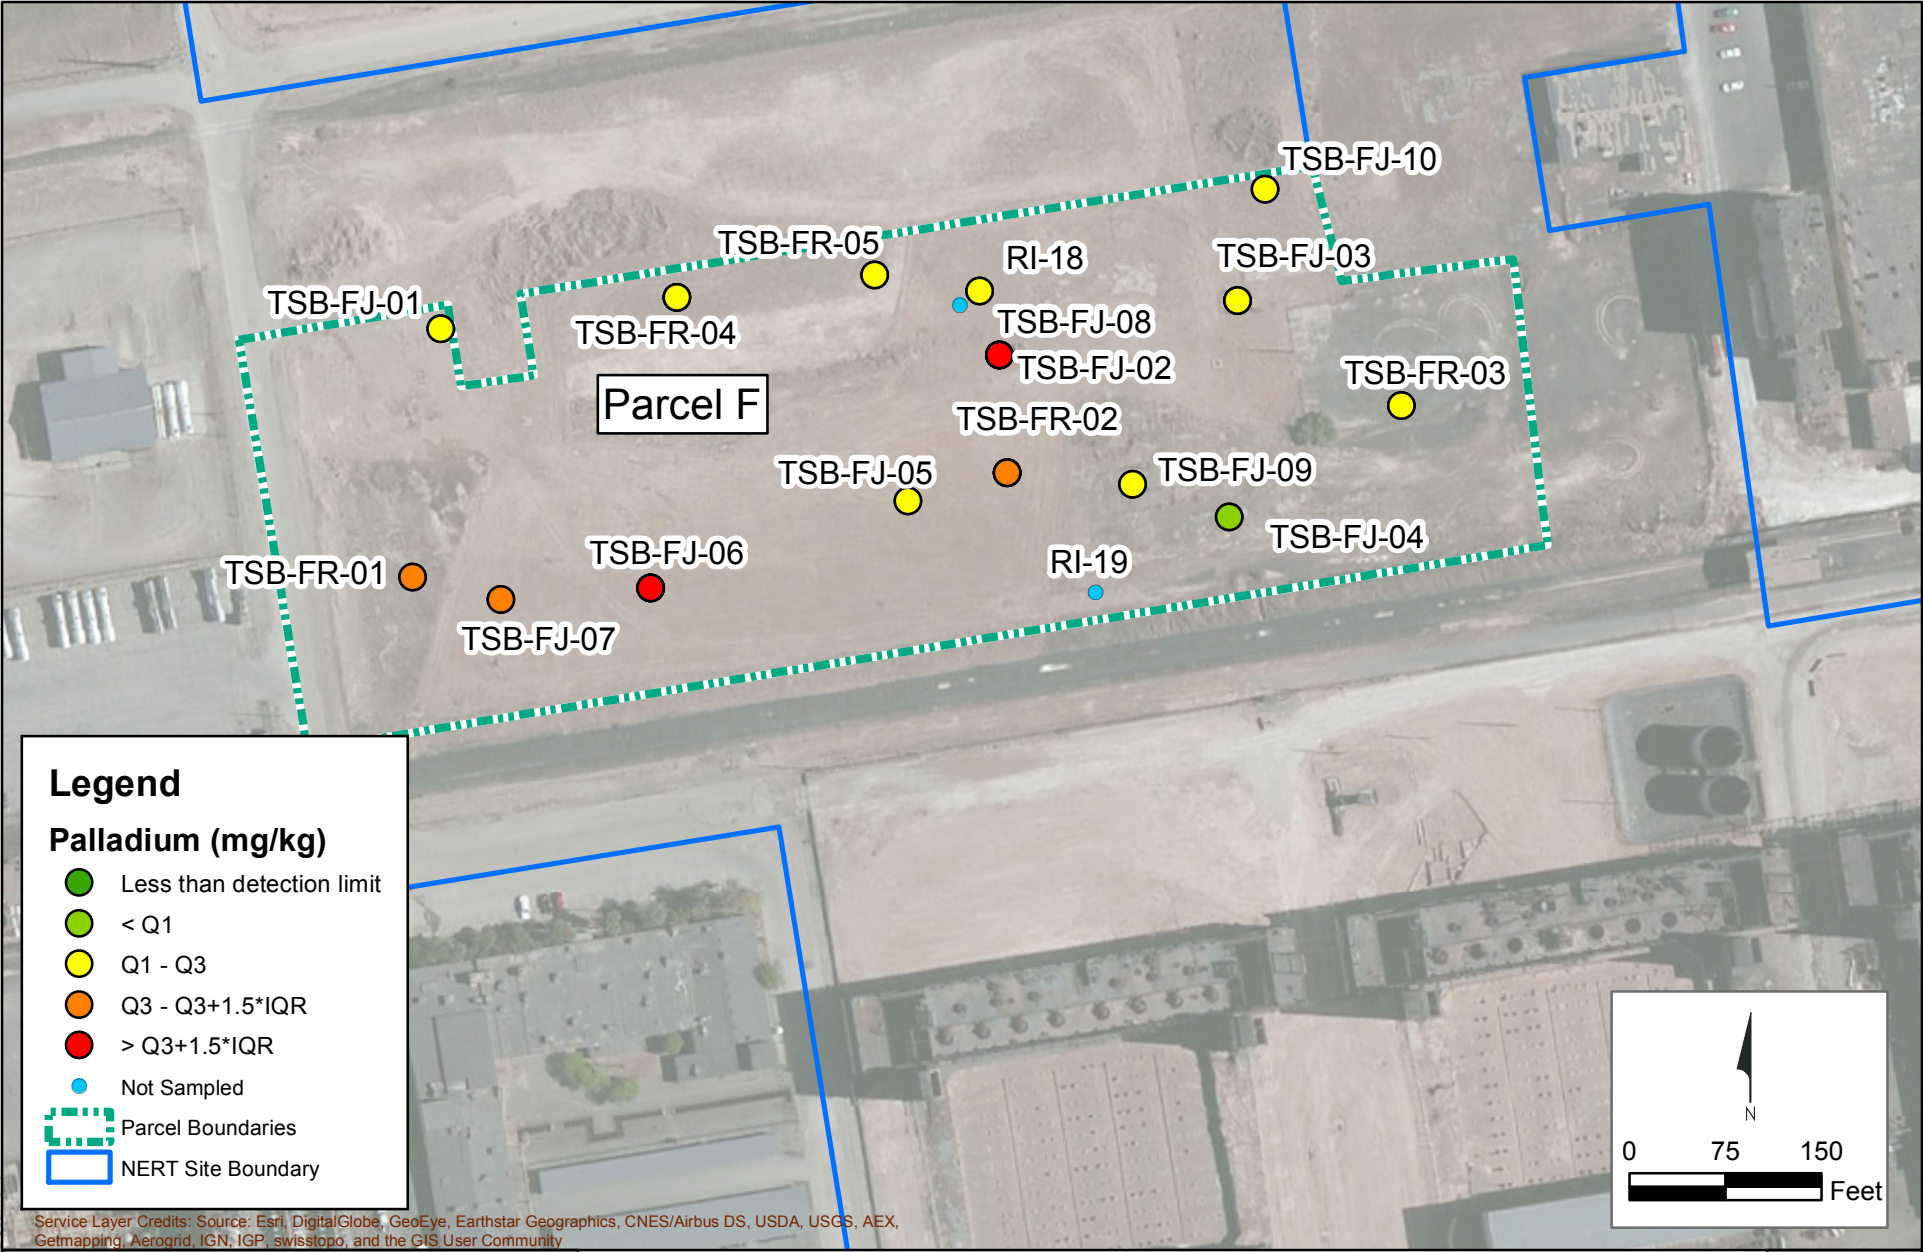 TSB-FJ-10
TSB-FR-05
RI-18
TSB-FJ-03
TSB-FJ-01
TSB-FR-04
TSB-FJ-08
TSB-FJ-02
TSB-FR-03
Parcel F
TSB-FR-02
TSB-FJ-05
TSB-FJ-09
TSB-FJ-04
TSB-FJ-06
RI-19
TSB-FR-01
TSB-FJ-07
Legend
Palladium (mg/kg)
Less than detection limit
< Q1
Q1 - Q3
Q3 - Q3+1.5*IQR
> Q3+1.5*IQR
Not Sampled
Parcel Boundaries
NERT Site Boundary
N
0 75 150
Feet
Service Layer Credits: Source: Esri, DigitalGlobe, GeoEye, Earthstar Geographics, CNES/Airbus DS, USDA, USGS, AEX,
Getmapping, Aerogrid, IGN, IGP, swisstopo, and the GIS User Community